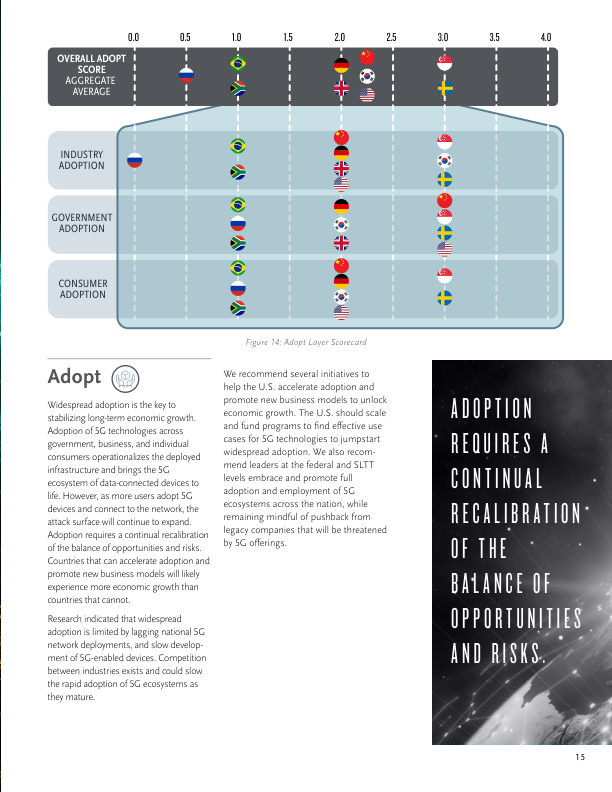 0.0 0.5 1.0 1.5 2.0 2.5 3.0 3.5 4.0
OVERALL ADOPT
SCORE
AGGREGATE
AVERAGE
INDUSTRY
ADOPTION
GOVERNMENT
ADOPTION
CONSUMER
ADOPTION
Figure 14: Adopt Layer Scorecard
Adopt
Widespread adoption is the key to
stabilizing long-term economic growth.
Adoption of 5G technologies across
government, business, and individual
consumers operationalizes the deployed
infrastructure and brings the 5G
ecosystem of data-connected devices to
life. However, as more users adopt 5G
devices and connect to the network, the
attack surface will continue to expand.
Adoption requires a continual recalibration
of the balance of opportunities and risks.
Countries that can accelerate adoption and
promote new business models will likely
experience more economic growth than
countries that cannot.
Research indicated that widespread
adoption is limited by lagging national 5G
network deployments, and slow develop-
ment of 5G-enabled devices. Competition
between industries exists and could slow
the rapid adoption of 5G ecosystems as
they mature.
We recommend several initiatives to
help the U.S. accelerate adoption and
promote new business models to unlock
economic growth. The U.S. should scale
and fund programs to find effective use
cases for 5G technologies to jumpstart
widespread adoption. We also recom-
mend leaders at the federal and SLTT
levels embrace and promote full
adoption and employment of 5G
ecosystems across the nation, while
remaining mindful of pushback from
legacy companies that will be threatened
by 5G offerings.
ADOPTION
REQUIRES A
CONTINUAL
RECALIBRATION
OF THE
BALANCE OF
OPPORTUNITIES
AND RISKS.
15